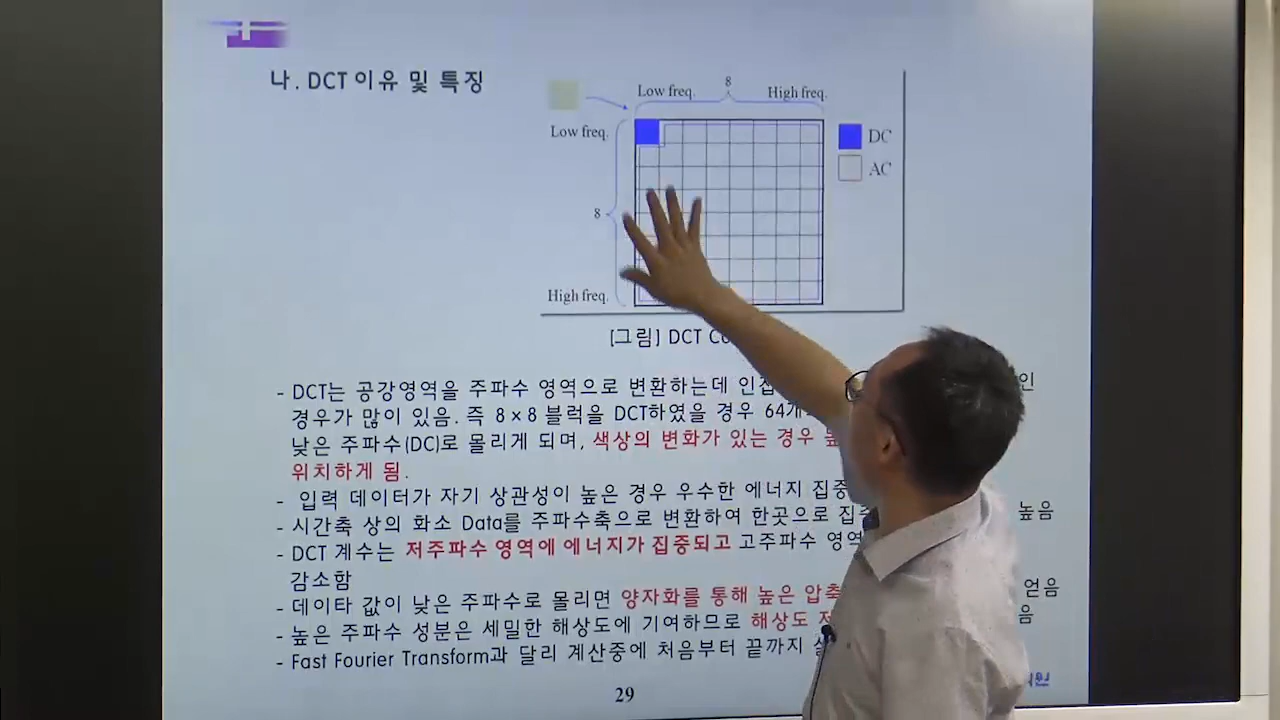 나. DCT 이유 및 특징
8
Low freq. High freq.
Low freq.
DC
AC
8
High freq.
[그림] DCT
- DCT는 공강영역을 주파수 영역으로 변환하는데 인접 인
경우가 많이 있음. 즉 8×8 블럭을 DCT하였을 경우 64개
낮은 주파수(DC)로 몰리게 되며, 색상의 변화가 있는 경우
위치하게 됨.
- 입력 데이터가 자기 상관성이 높은 경우 우수한 에너지 집중
- 시간축 상의 화소 Data를 주파수축으로 변환하여 한곳으로 높음
- DCT 계수는 저주파수 영역에 에너지가 집중되고 고주파수 영역
감소함
- 데이타 값이 낮은 주파수로 몰리면 양자화를 통해 높은 압축 얻음
- 높은 주파수 성분은 세밀한 해상도에 기여하므로 해상도 음
- Fast Fourier Transform과 달리 계산중에 처음부터 끝까지
29